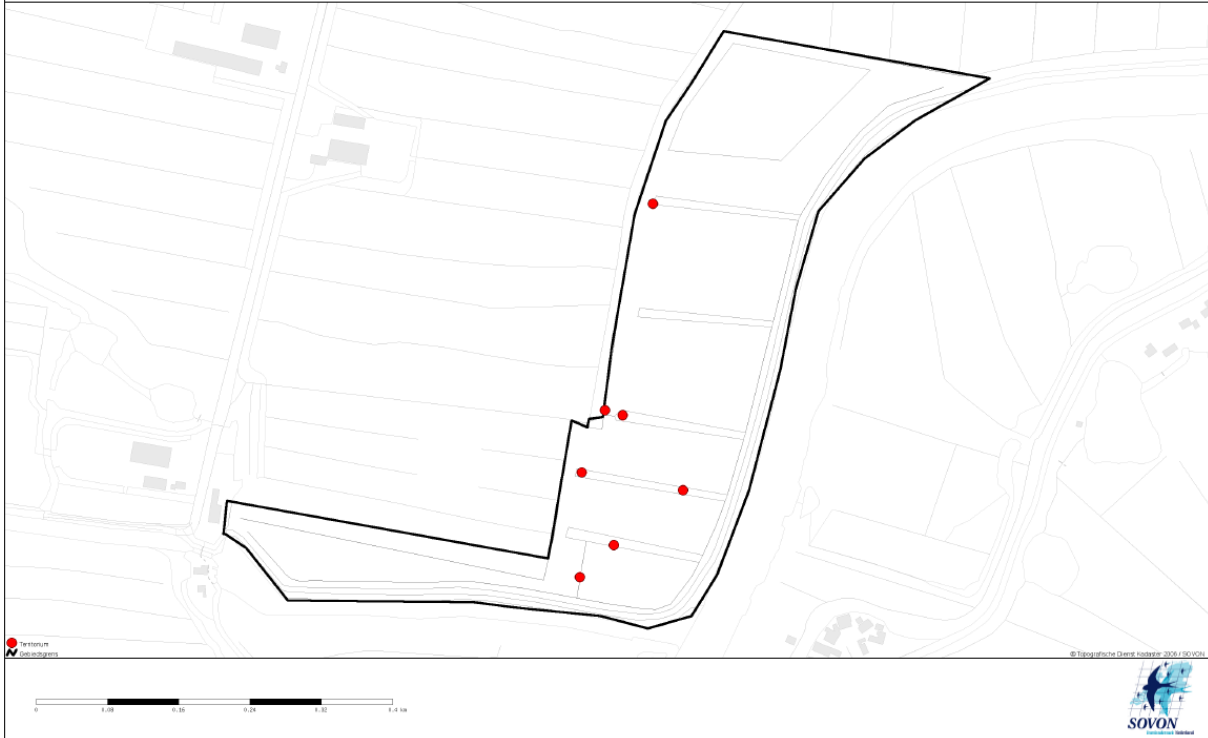 Territorium
Gebiedsgrens
© Topografische Dienst Kadaster 2006 / SOVON
0 0.08 0.16 0.24 0.32 0.4 km
SOVON